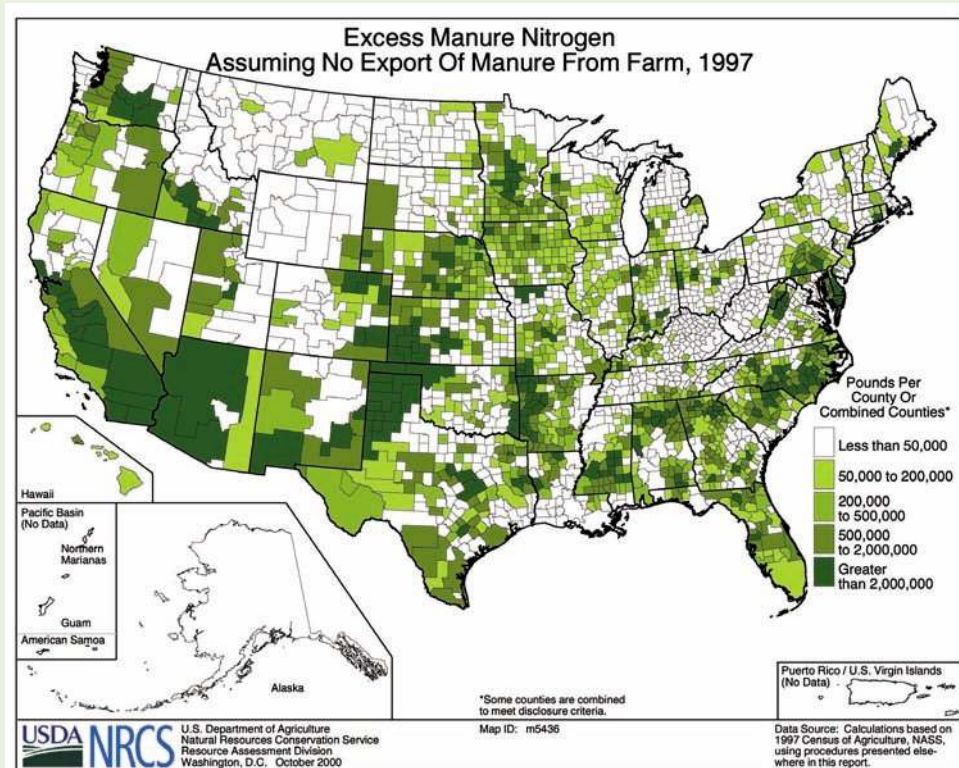 Excess Manure Nitrogen
Assuming No Export Of Manure From Farm, 1997
Pounds Per
County Or
Combined Counties*
Less than 50,000
50,000 to 200,000
200,000
to 500,000
500,000
to 2,000,000
Greater
than 2,000,000
Hawaii
Pacific Basin
(No Data)
Northern
Marianas
Guam
American Samoa
Alaska
*Some counties are combined
to meet disclosure criteria.
Puerto Rico / U.S. Virgin Islands
(No Data)
USDA NRCS
U.S. Department of Agriculture
Natural Resources Conservation Service
Resource Assessment Division
Washington, D.C. October 2000
Map ID: m5436
Data Source: Calculations based on
1997 Census of Agriculture, NASS,
using procedures presented else-
where in this report.